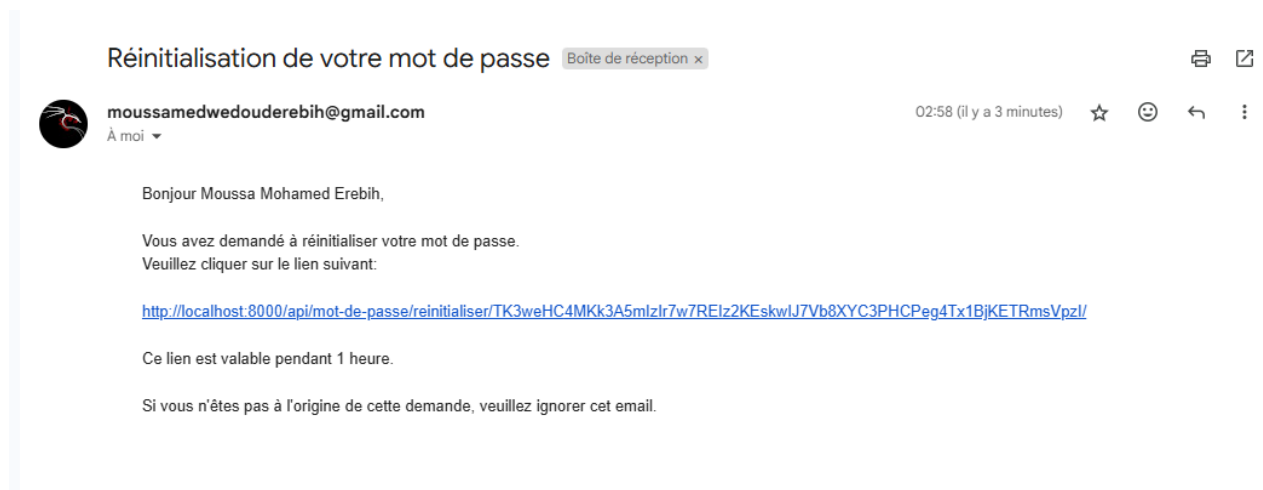 Réinitialisation de votre mot de passe Boîte de réception ×
moussamedwedouderebih@gmail.com 02:58 (il y a 3 minutes)
À moi
Bonjour Moussa Mohamed Erebih,
Vous avez demandé à réinitialiser votre mot de passe.
Veuillez cliquer sur le lien suivant:
http://localhost:8000/api/mot-de-passe/reinitialiser/TK3weHC4MKk3A5mIzIr7w7REIz2KEskwIJ7Vb8XYC3PHCPeg4Tx1BjKETRmsVpzI/
Ce lien est valable pendant 1 heure.
Si vous n'êtes pas à l'origine de cette demande, veuillez ignorer cet email.